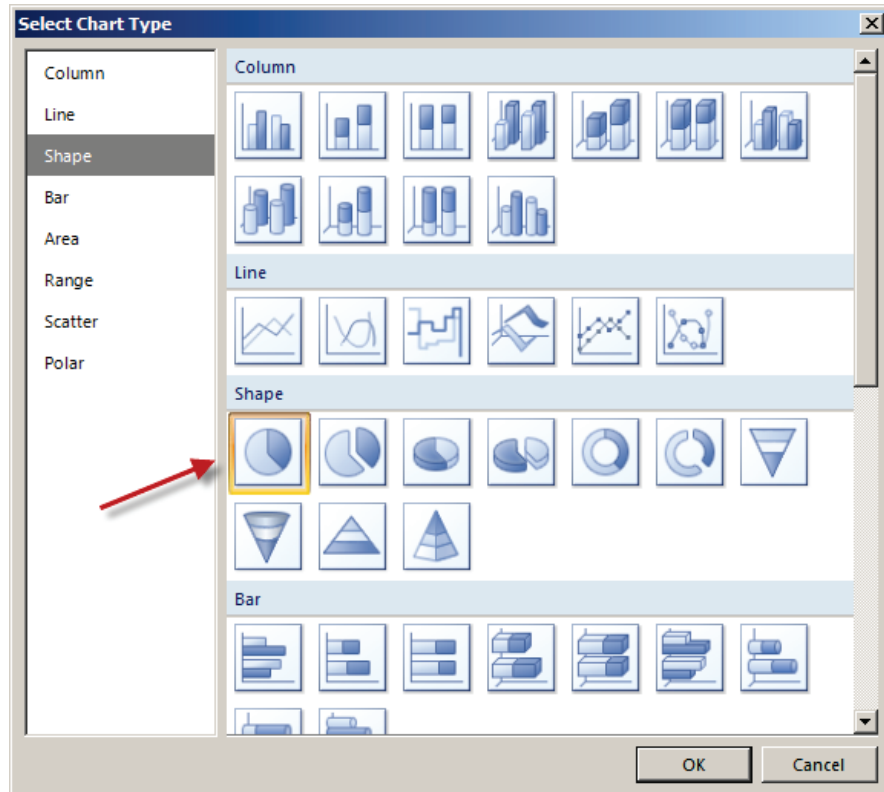 Select Chart Type
Column
Line
Shape
Bar
Area
Range
Scatter
Polar
Column
Line
Shape
Bar
OK
Cancel